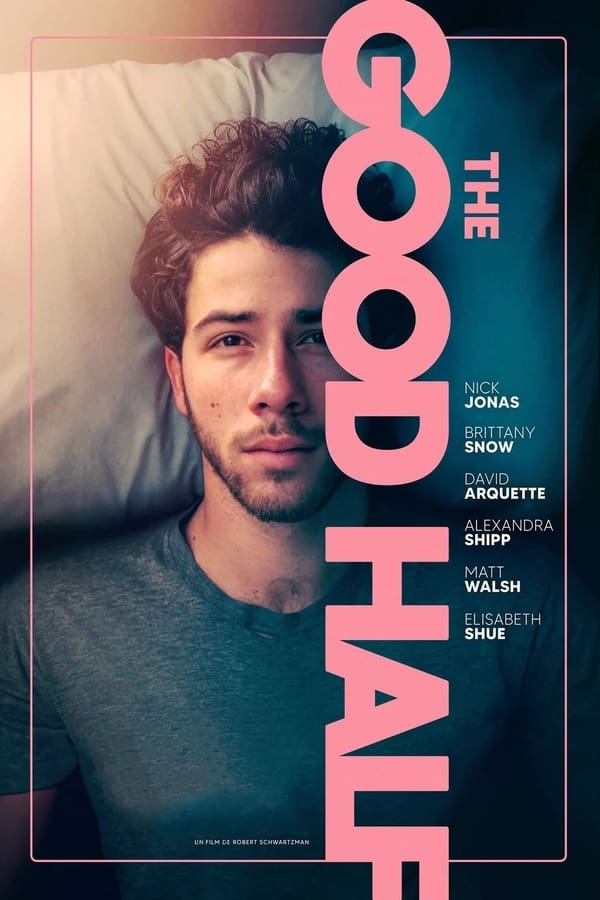 THE
GOOD HALF
NICK
JONAS
BRITTANY
SNOW
DAVID
ARQUETTE
ALEXANDRA
SHIPP
MATT
WALSH
ELISABETH
SHUE
UN FILM DE ROBERT SCHWARTZMAN